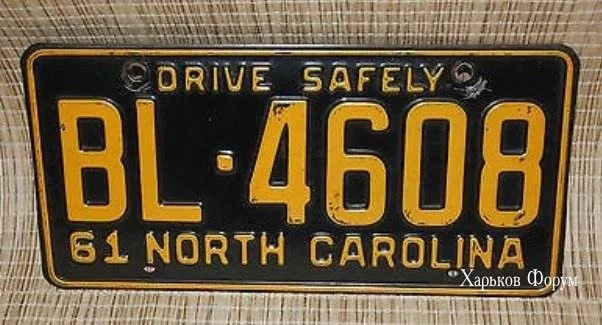 DRIVE SAFELY
BL·4608
61 NORTH CAROLINA
Харьков Форум